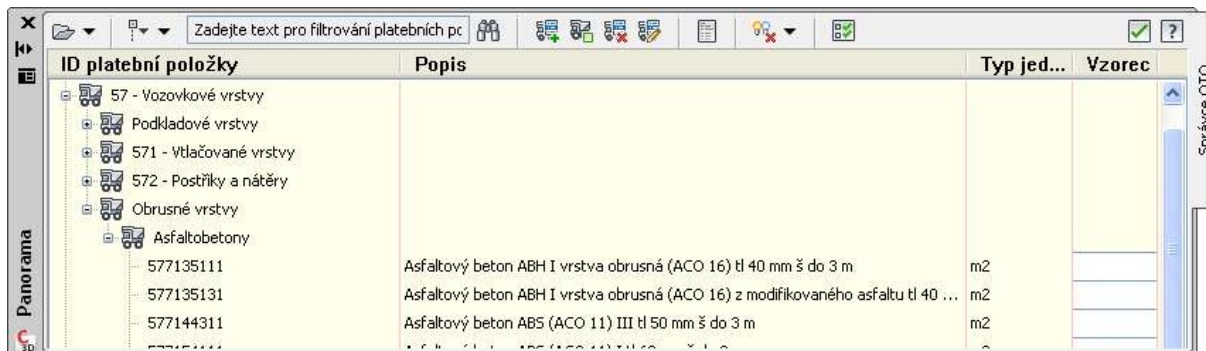 Zadejte text pro filtrování platebních pc
ID platební položky Popis Typ jed... Vzorec
57 - Vozovkové vrstvy
Podkladové vrstvy
571 - Vtlačované vrstvy
572 - Postřiky a nátěry
Obrusné vrstvy
Asfaltobetony
577135111 Asfaltový beton ABH I vrstva obrusná (ACO 16) tl 40 mm š do 3 m m2
577135131 Asfaltový beton ABH I vrstva obrusná (ACO 16) z modifikovaného asfaltu tl 40 ... m2
577144311 Asfaltový beton ABS (ACO 11) III tl 50 mm š do 3 m m2
Panorama
Správce QTO